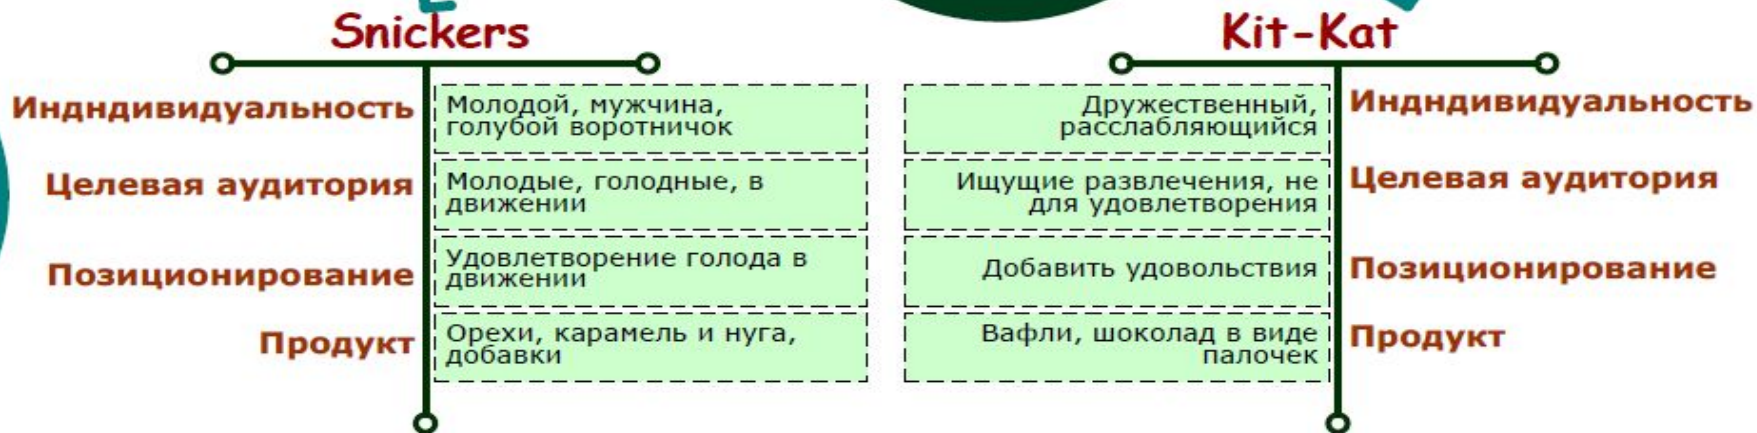 Snickers
Индндивидуальность
Молодой, мужчина,
голубой воротничок
Целевая аудитория
Молодые, голодные, в
движении
Позиционирование
Удовлетворение голода в
движении
Продукт
Орехи, карамель и нуга,
добавки
Kit-Kat
Дружественный,
расслабляющийся
Индндивидуальность
Ищущие развлечения, не
для удовлетворения
Целевая аудитория
Добавить удовольствия
Позиционирование
Вафли, шоколад в виде
палочек
Продукт